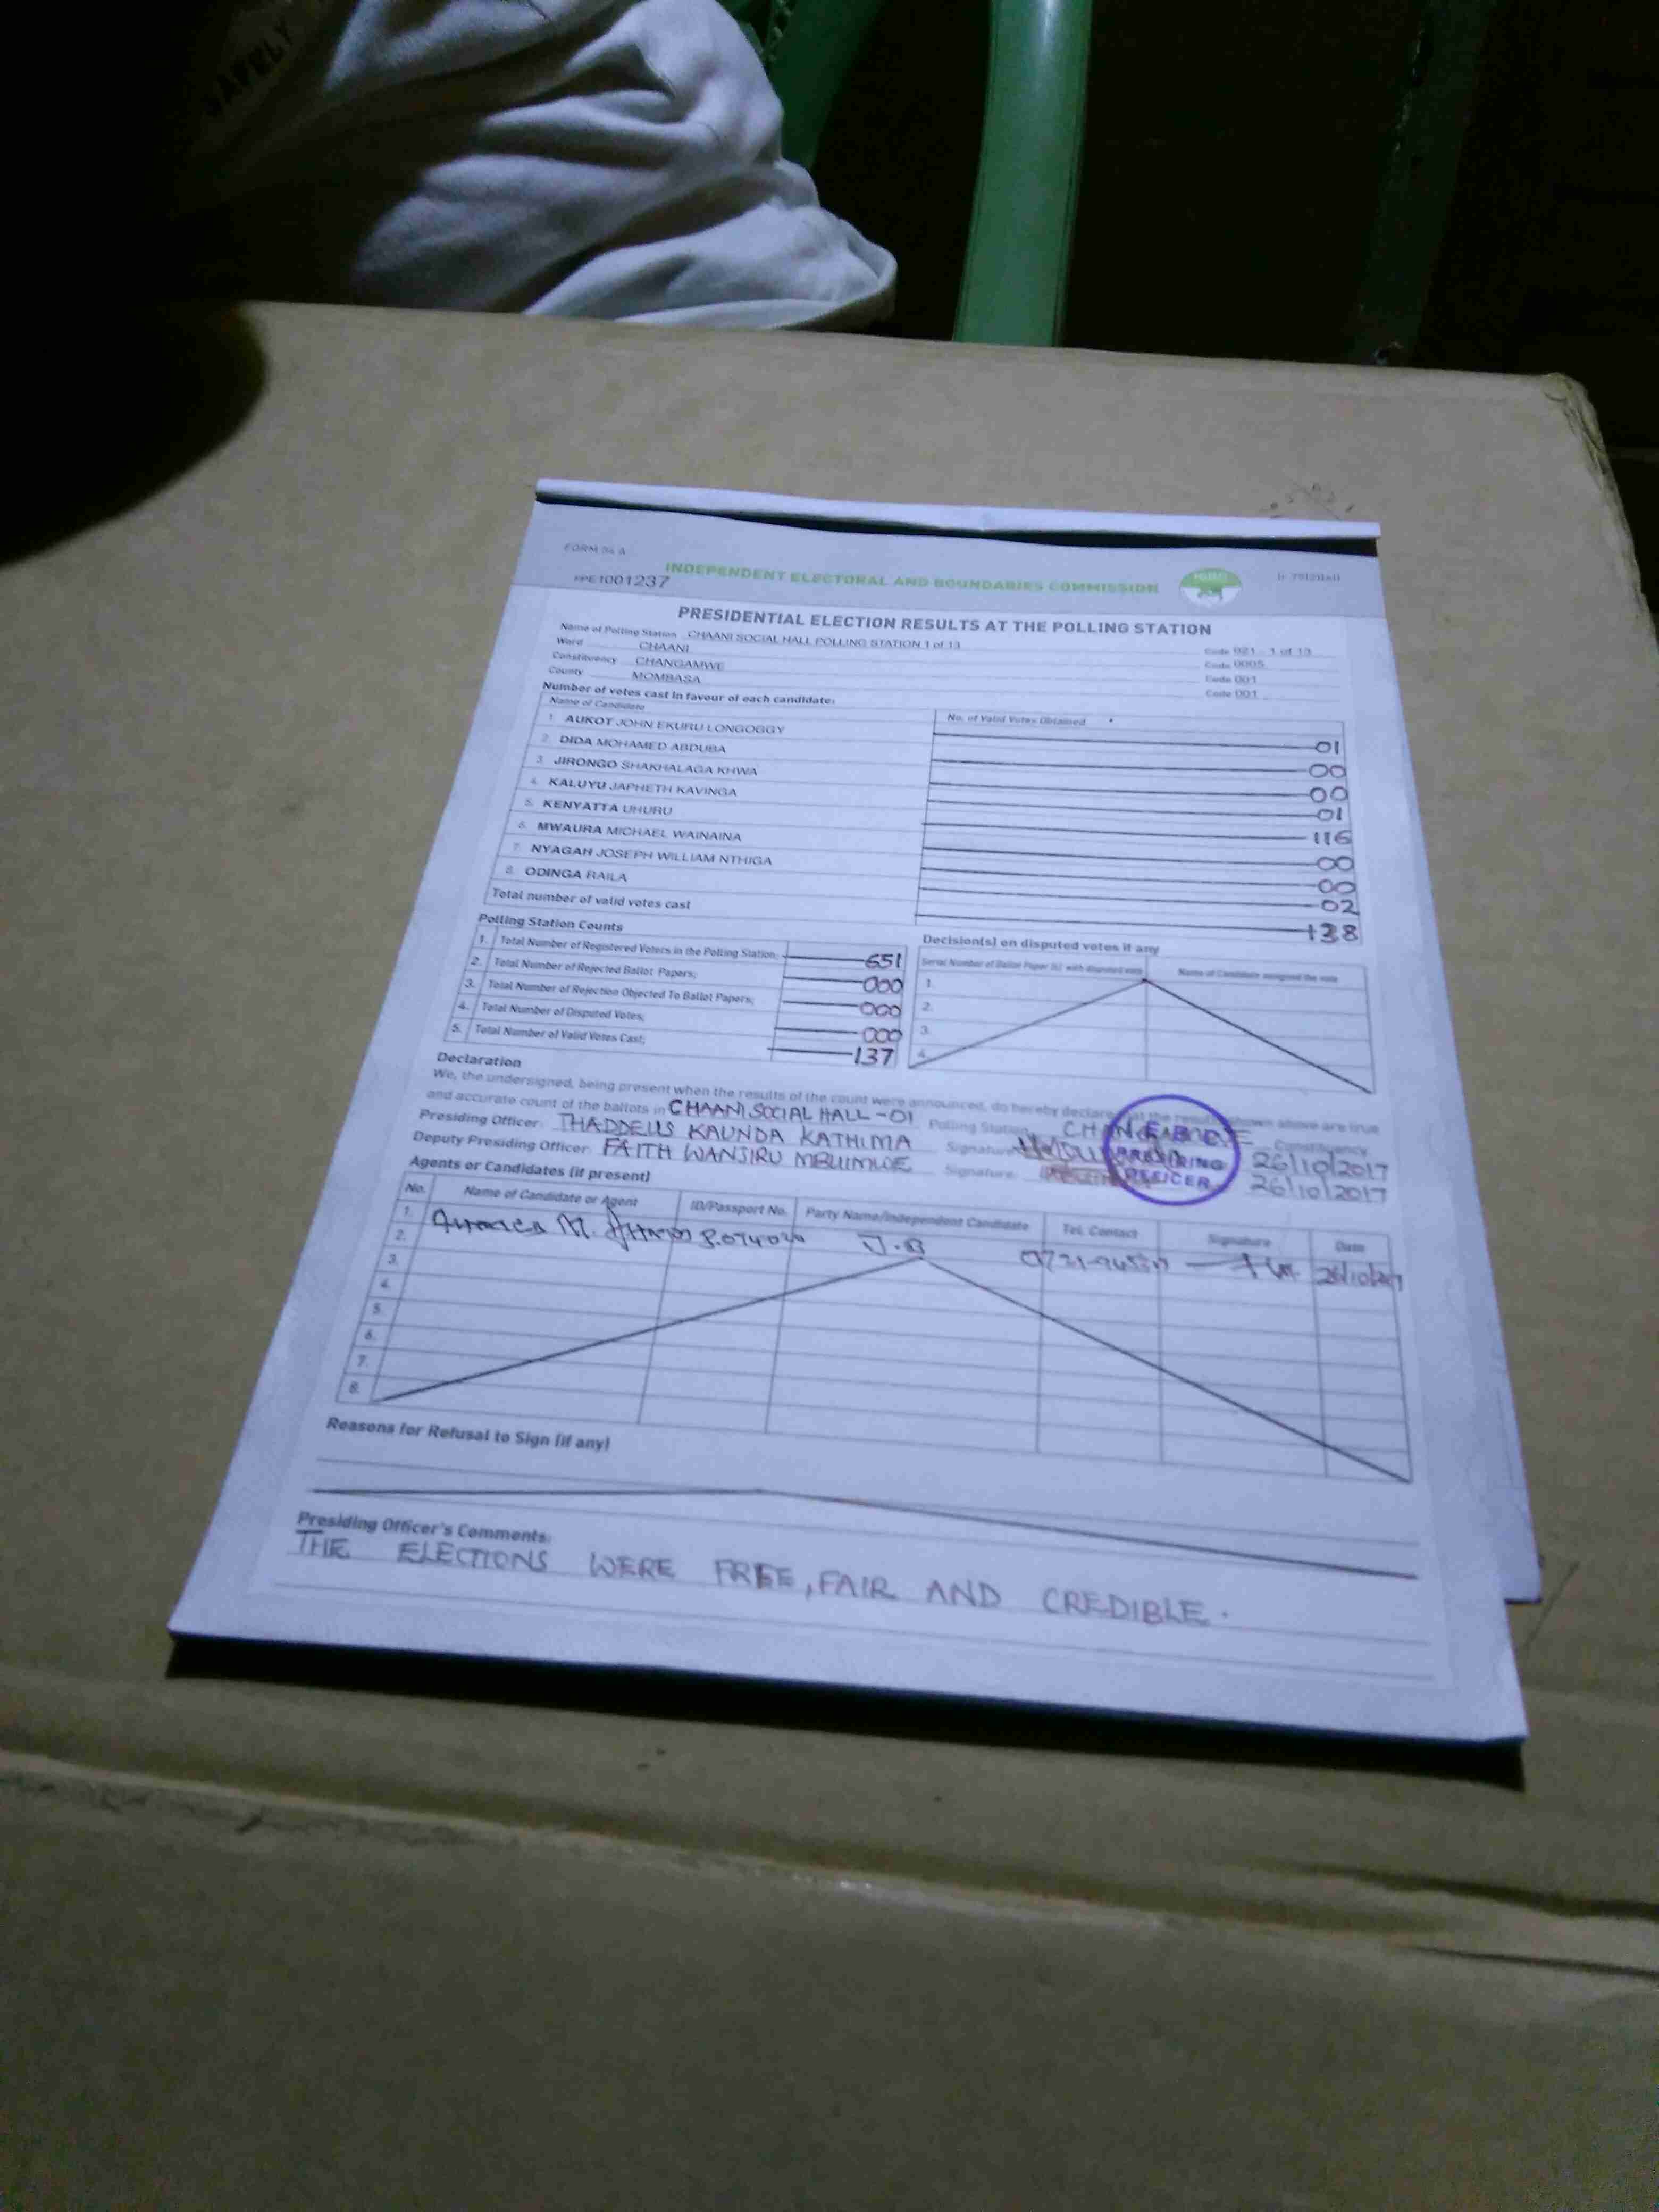 SAFELY
FORM 34 A
INDEPENDENT ELECTORAL AND BOUNDARIES COMMISSION
PPE1001237
PRESIDENTIAL ELECTION RESULTS AT THE POLLING STATION
Name of Polling Station CHAANI SOCIAL HALL POLLING STATION 1 of 13 Code 021 - 1 of 13
Ward CHAANI Code 0005
Constituency CHANGAMWE Code 001
County MOMBASA Code 001
Number of votes cast in favour of each candidate:
Name of Candidate No. of Valid Votes Obtained
1. AUKOT JOHN EKURU LONGOGGY 01
2. DIDA MOHAMED ABDUBA 00
3. JIRONGO SHAKHALAGA KHWA 00
4. KALUYU JAPHETH KAVINGA 01
5. KENYATTA UHURU 116
6. MWAURA MICHAEL WAINAINA 00
7. NYAGAH JOSEPH WILLIAM NTHIGA 00
8. ODINGA RAILA 02
Total number of valid votes cast 138
Polling Station Counts
1. Total Number of Registered Voters in the Polling Station; 651
2. Total Number of Rejected Ballot Papers; 000
3. Total Number of Rejection Objected To Ballot Papers; 000
4. Total Number of Disputed Votes; 000
5. Total Number of Valid Votes Cast; 137
Decision(s) on disputed votes if any
Serial Number of Ballot Paper (s) with disputed vote Name of Candidate assigned the vote
1.
2.
3.
4.
Declaration
We, the undersigned, being present when the results of the count were announced, do hereby declare that the results shown above are true
and accurate count of the ballots in CHAANI SOCIAL HALL - 01 Polling Station CHANGAMWE Constituency
Presiding Officer: THADDEUS KAUNDA KATHIMA Signature 26/10/2017
Deputy Presiding Officer: FAITH WANJIRU MBUIMWE Signature: 26/10/2017
PRESIDING
OFFICER
Agents or Candidates (if present)
No. Name of Candidate or Agent ID/Passport No. Party Name/Independent Candidate Tel. Contact Signature Date
1. M. 26/10/2017
2.
3.
4.
5.
6.
7.
8.
Reasons for Refusal to Sign (if any)
Presiding Officer's Comments:
THE ELECTIONS WERE FREE, FAIR AND CREDIBLE.